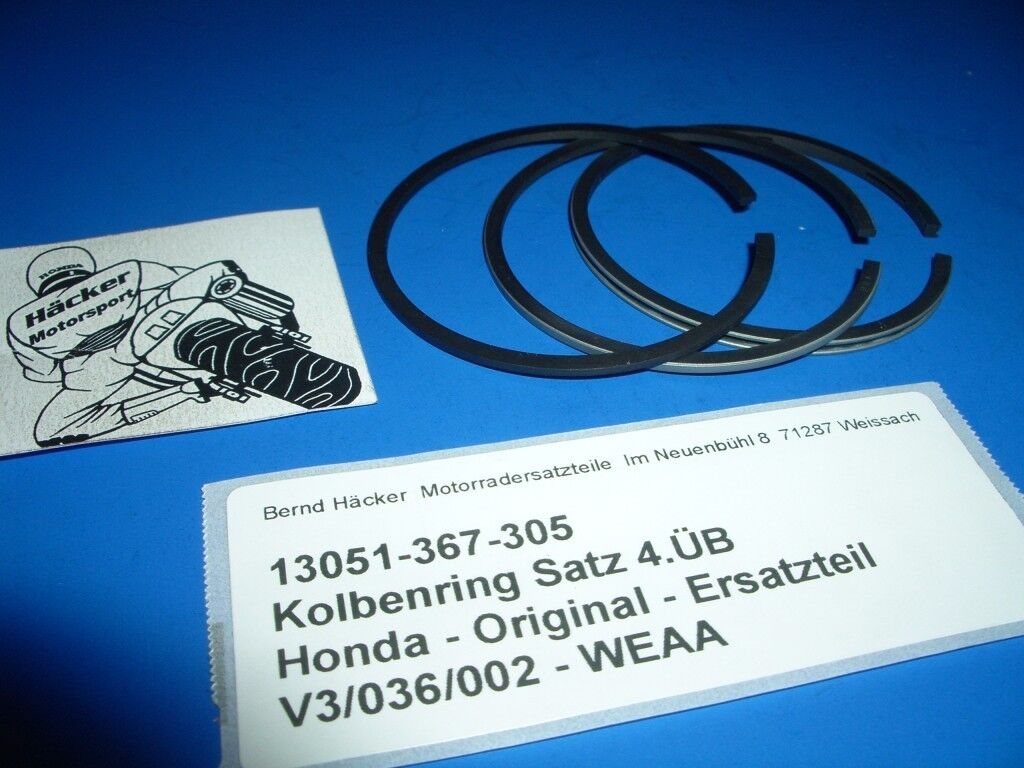 HONDA
Häcker
Motorsport
Bernd Häcker Motorradersatzteile Im Neuenbühl 8 71287 Weissach
13051-367-305
Kolbenring Satz 4.ÜB
Honda - Original - Ersatzteil
V3/036/002 - WEAA